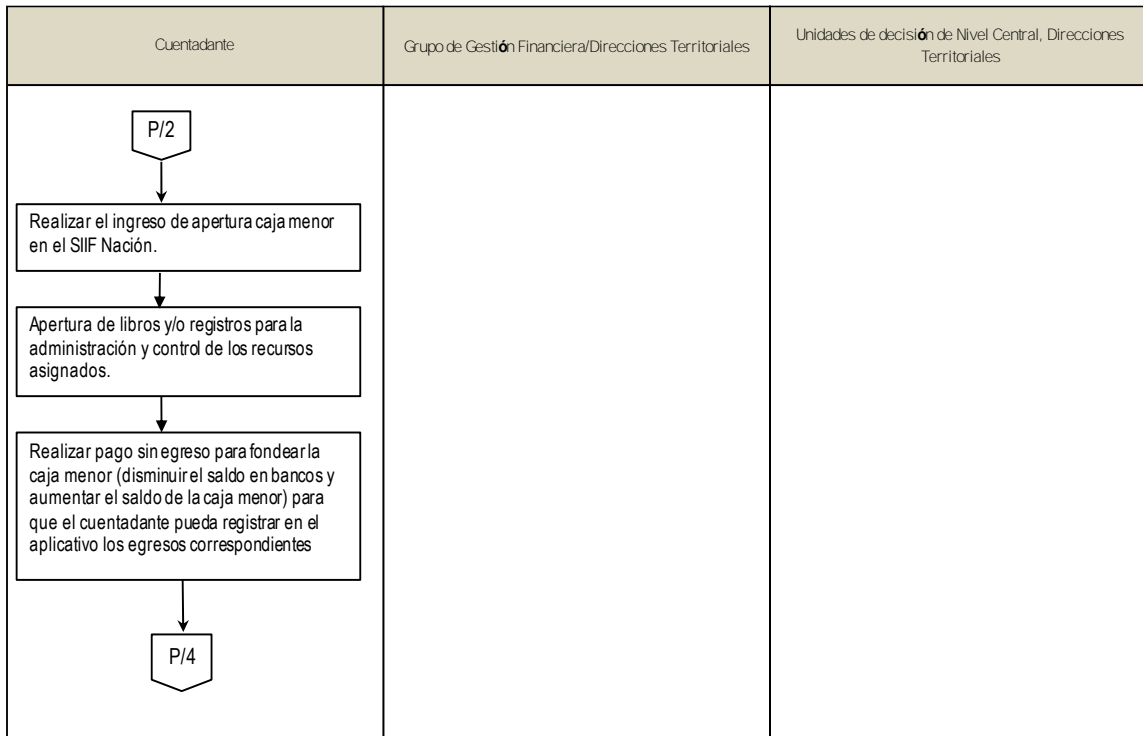 Cuentadante
Grupo de Gestión Financiera/Direcciones Territoriales
Unidades de decisión de Nivel Central, Direcciones
Territoriales
P/2
Realizar el ingreso de apertura caja menor
en el SIIF Nación.
Apertura de libros y/o registros para la
administración y control de los recursos
asignados.
Realizar pago sin egreso para fondear la
caja menor (disminuir el saldo en bancos y
aumentar el saldo de la caja menor) para
que el cuentadante pueda registrar en el
aplicativo los egresos correspondientes
P/4